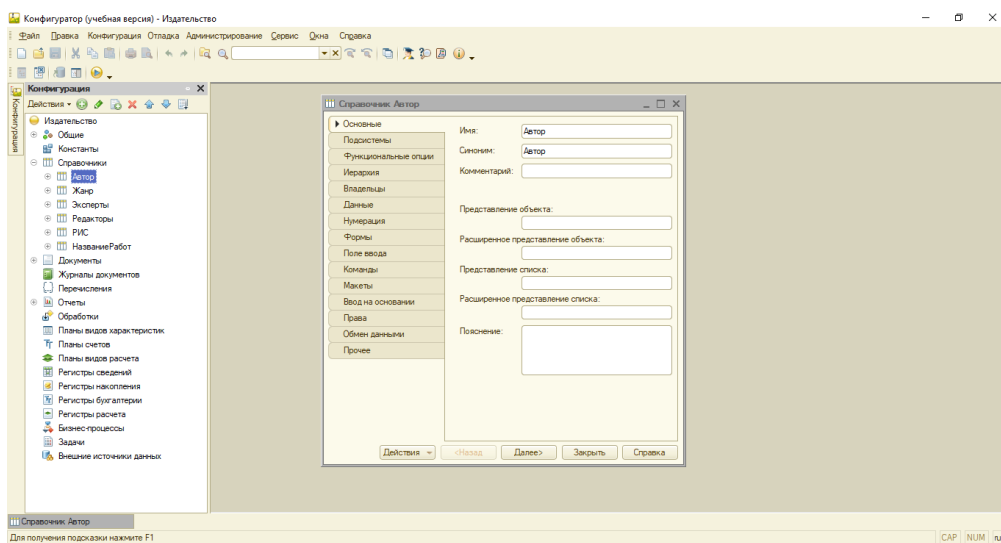 Конфигуратор (учебная версия) - Издательство
Файл Правка Конфигурация Отладка Администрирование Сервис Окна Справка
Конфигурация
Действия
Конфигурация
Издательство
Общие
Константы
Справочники
Автор
Жанр
Эксперты
Редакторы
РИС
НазваниеРабот
Документы
Журналы документов
Перечисления
Отчеты
Обработки
Планы видов характеристик
Планы счетов
Планы видов расчета
Регистры сведений
Регистры накопления
Регистры бухгалтерии
Регистры расчета
Бизнес-процессы
Задачи
Внешние источники данных
Справочник Автор
Основные
Подсистемы
Функциональные опции
Иерархия
Владельцы
Данные
Нумерация
Формы
Поле ввода
Команды
Макеты
Ввод на основании
Права
Обмен данными
Прочее
Имя: Автор
Синоним: Автор
Комментарий:
Представление объекта:
Расширенное представление объекта:
Представление списка:
Расширенное представление списка:
Пояснение:
Действия <Назад Далее> Закрыть Справка
Справочник Автор
Для получения подсказки нажмите F1 CAP NUM ru